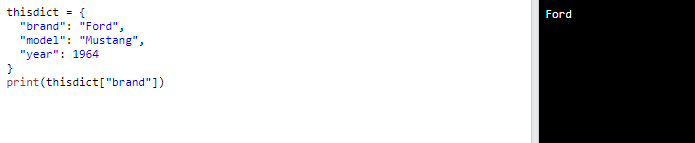 thisdict = {
  "brand": "Ford",
  "model": "Mustang",
  "year": 1964
}
print(thisdict["brand"])
Ford